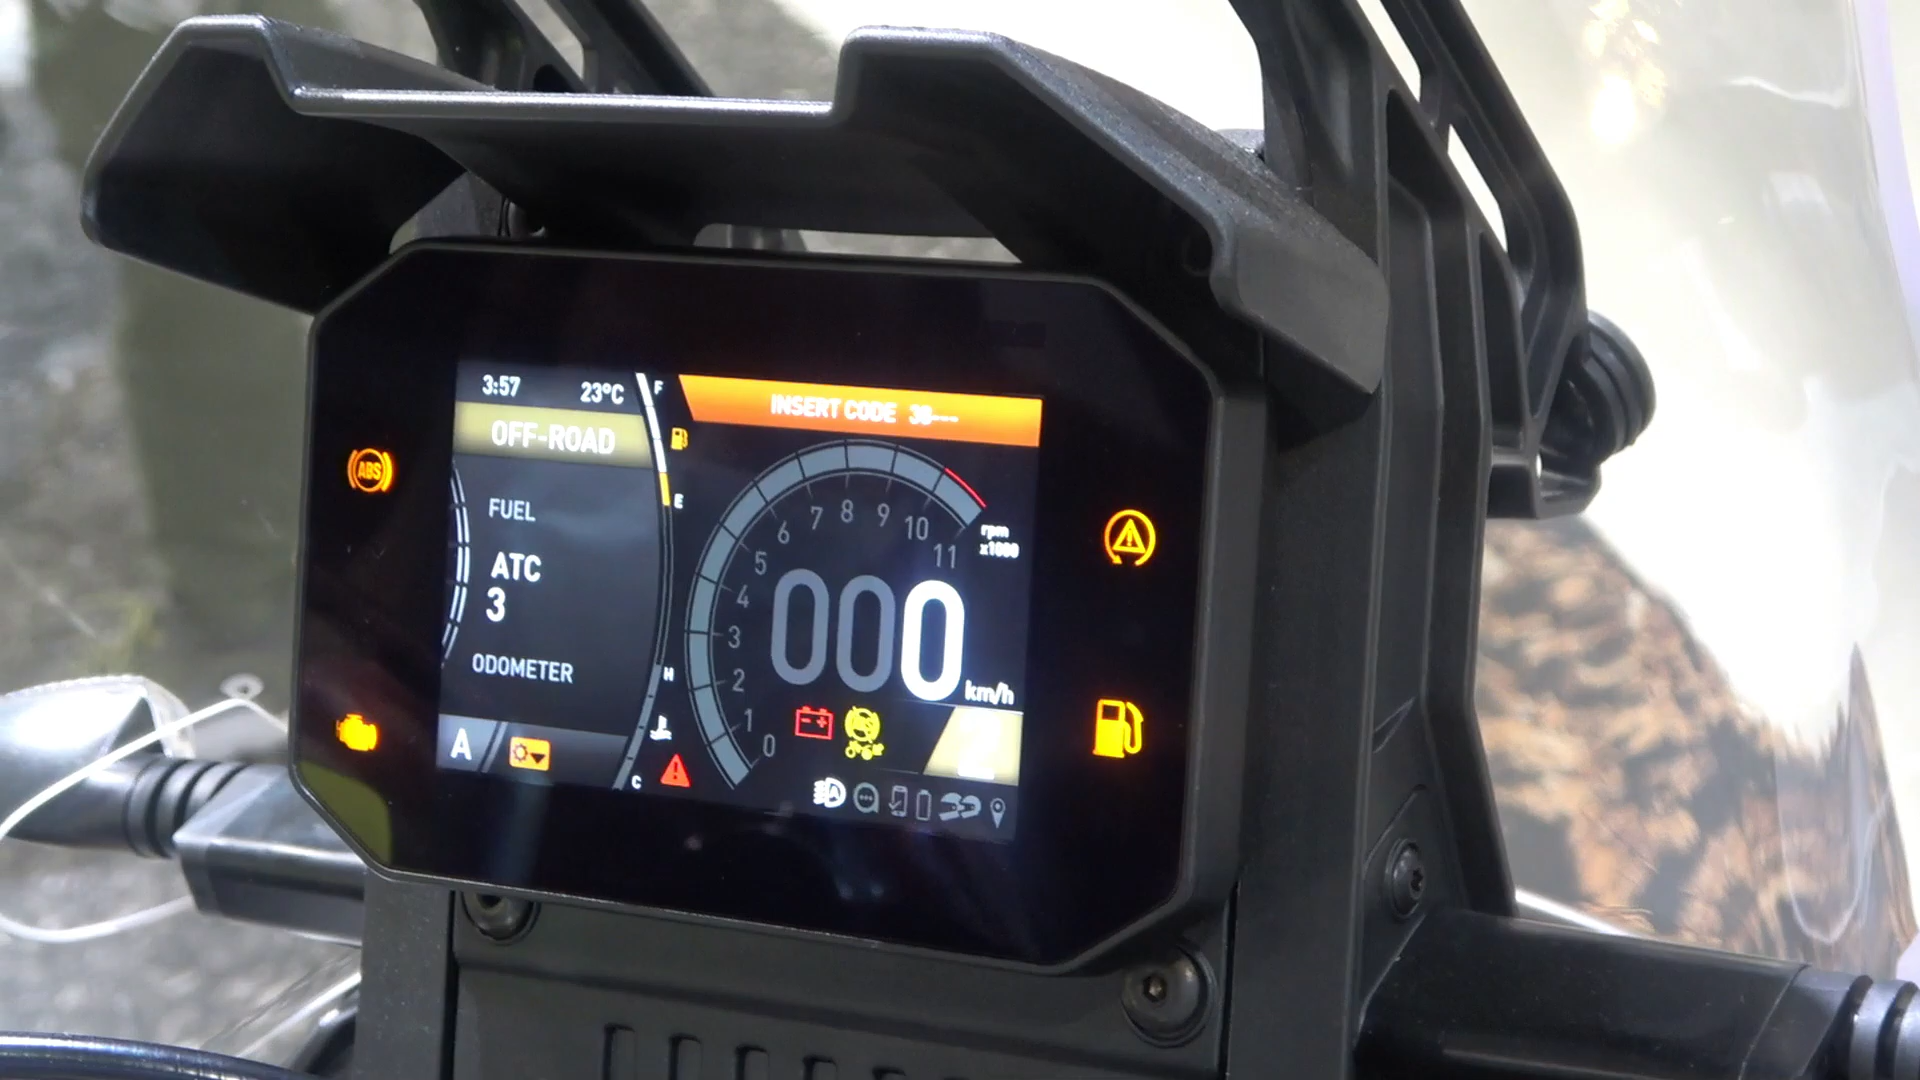 3:57 23°C
OFF-ROAD
FUEL
ATC
3
ODOMETER
A
F
E
H
C
INSERT CODE
0 1 2 3 4 5 6 7 8 9 10 11
rpm
x1000
000
km/h
ABS